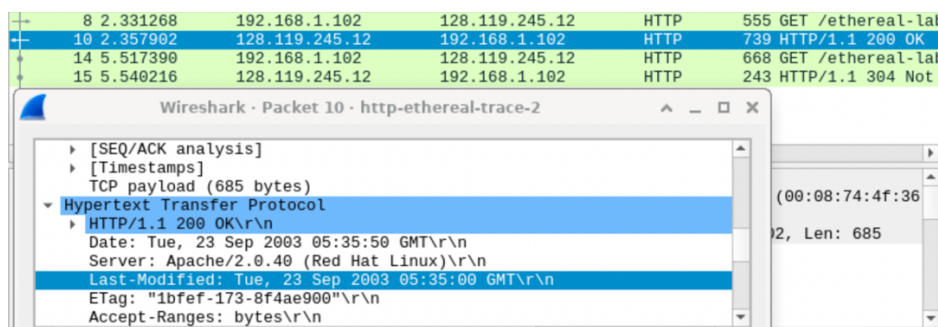 8 2.331268 192.168.1.102 128.119.245.12 HTTP 555 GET /ethereal-lab
10 2.357902 128.119.245.12 192.168.1.102 HTTP 739 HTTP/1.1 200 OK
14 5.517390 192.168.1.102 128.119.245.12 HTTP 668 GET /ethereal-lab
15 5.540216 128.119.245.12 192.168.1.102 HTTP 243 HTTP/1.1 304 Not
Wireshark · Packet 10 · http-ethereal-trace-2
[SEQ/ACK analysis]
[Timestamps]
TCP payload (685 bytes)
Hypertext Transfer Protocol
HTTP/1.1 200 OK\r\n
Date: Tue, 23 Sep 2003 05:35:50 GMT\r\n
Server: Apache/2.0.40 (Red Hat Linux)\r\n
Last-Modified: Tue, 23 Sep 2003 05:35:00 GMT\r\n
ETag: "1bfef-173-8f4ae900"\r\n
Accept-Ranges: bytes\r\n
(00:08:74:4f:36
02, Len: 685